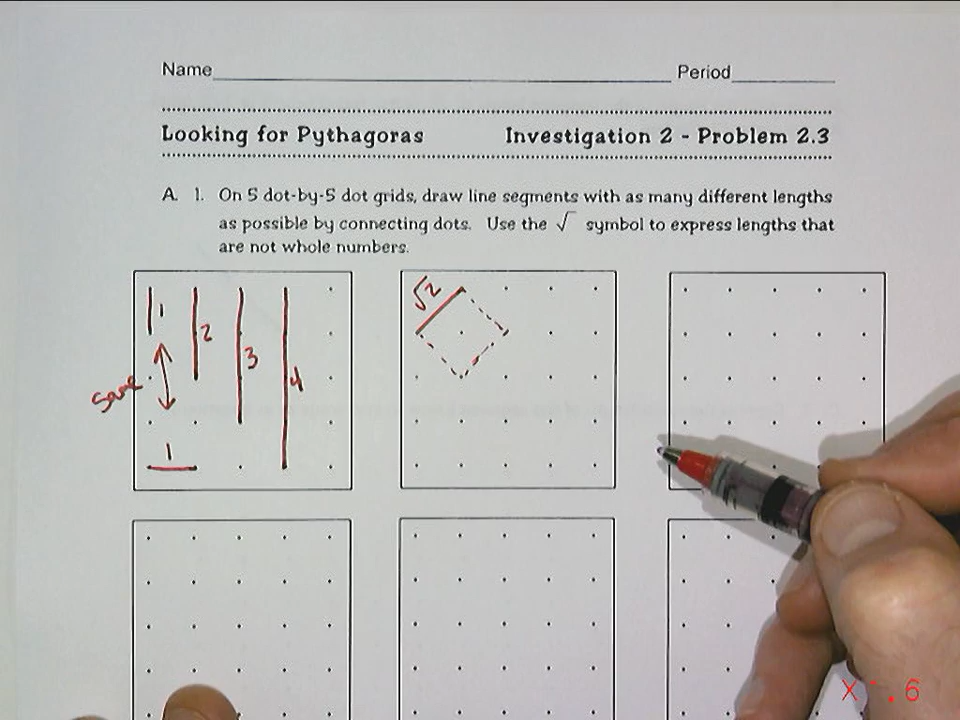 Name Period
Looking for Pythagoras Investigation 2 - Problem 2.3
A. 1. On 5 dot-by-5 dot grids, draw line segments with as many different lengths
as possible by connecting dots. Use the √ symbol to express lengths that
are not whole numbers.
√2
1
2
3
4
same
1
X .6